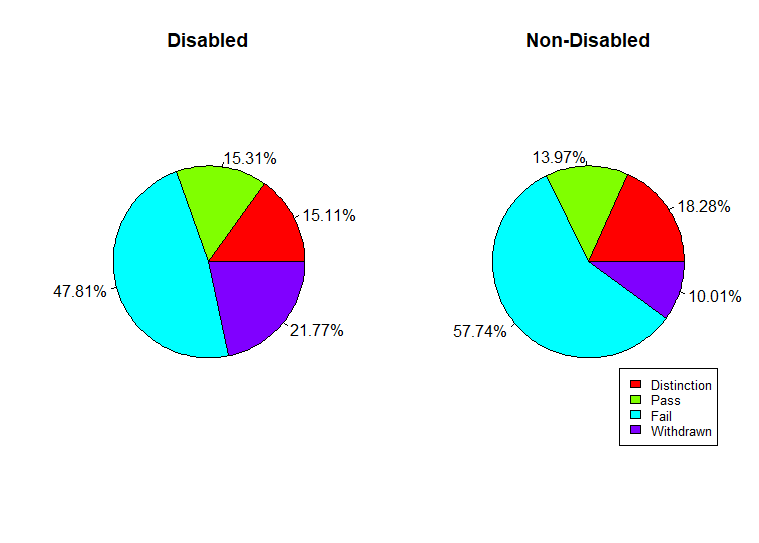 Disabled
Non-Disabled
15.31%
15.11%
47.81%
21.77%
13.97%
18.28%
10.01%
57.74%
Distinction
Pass
Fail
Withdrawn